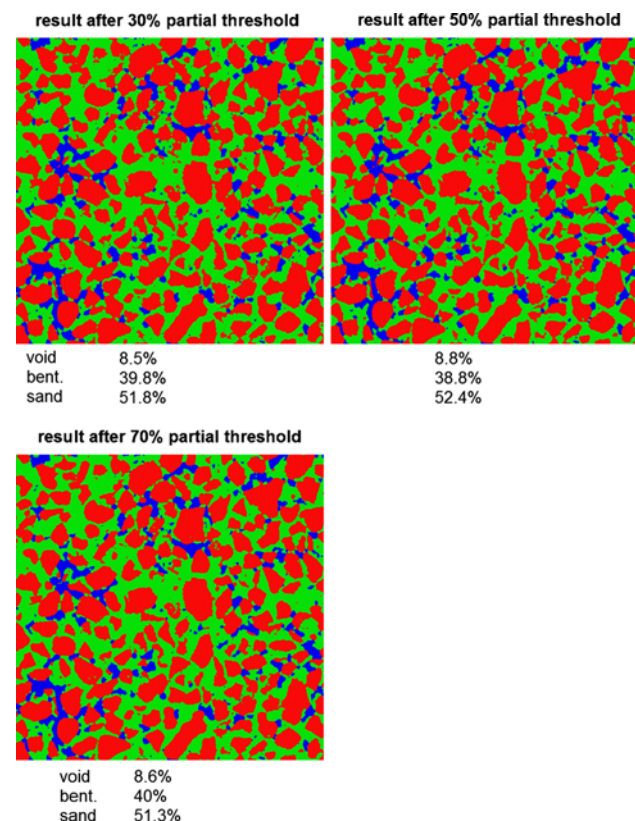 result after 30% partial threshold
result after 50% partial threshold
void 8.5% 8.8%
bent. 39.8% 38.8%
sand 51.8% 52.4%
result after 70% partial threshold
void 8.6%
bent. 40%
sand 51.3%